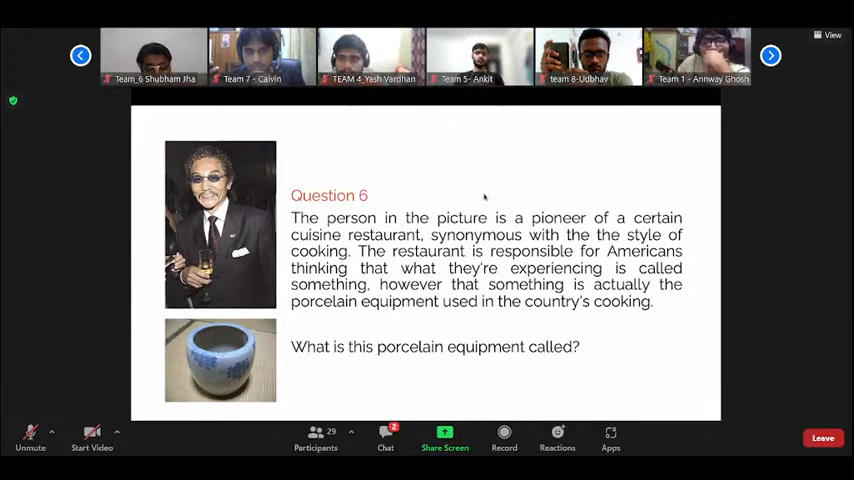 View
Team_6 Shubham Jha
Team 7 - Calvin
TEAM 4_Yash Vardhan
Team 5- Ankit
team 8-Udbhav
Team 1 - Annway Ghosh
Question 6
The person in the picture is a pioneer of a certain
cuisine restaurant, synonymous with the the style of
cooking. The restaurant is responsible for Americans
thinking that what they're experiencing is called
something, however that something is actually the
porcelain equipment used in the country's cooking.
What is this porcelain equipment called?
Unmute
Start Video
29
Participants
2
Chat
Share Screen
Record
Reactions
Apps
Leave